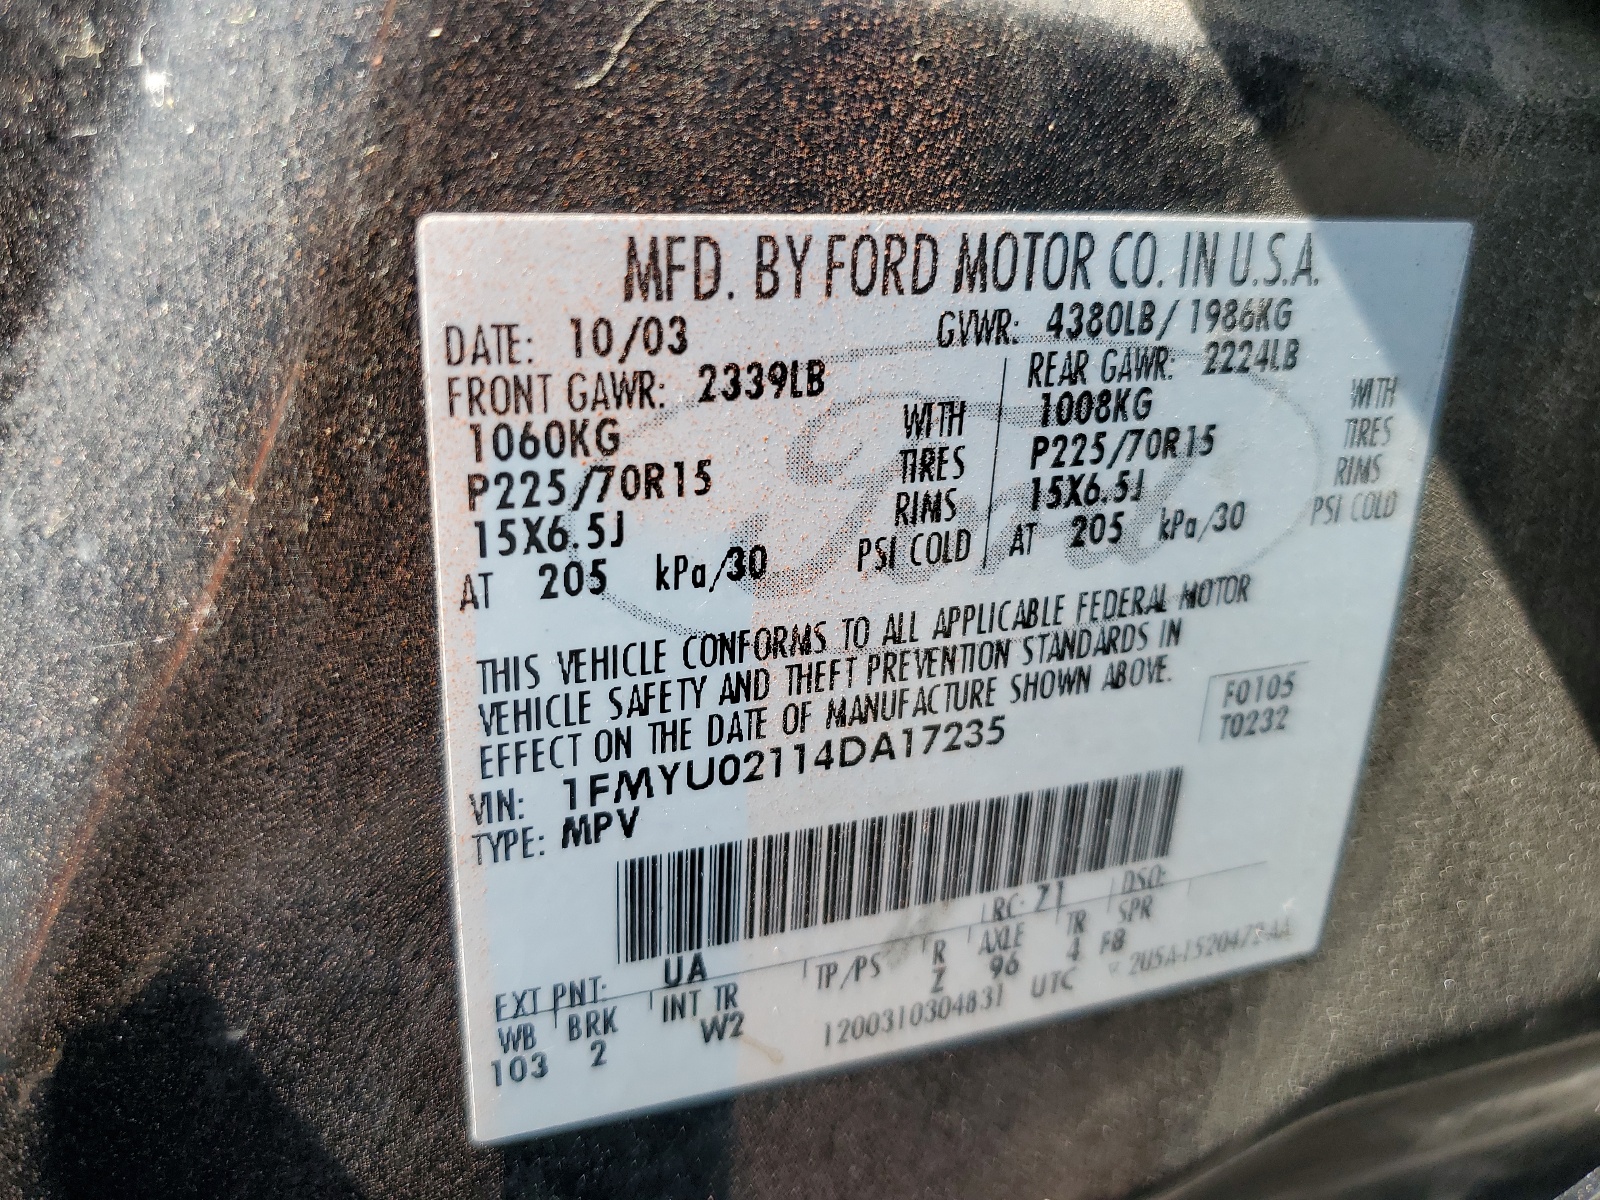 MFD. BY FORD MOTOR CO. IN U.S.A.
DATE: 10/03 GVWR: 4380LB/ 1986KG
FRONT GAWR: 2339LB REAR GAWR: 2224LB
1060KG WITH 1008KG WITH
P225/70R15 TIRES P225/70R15 TIRES
15X6.5J RIMS 15X6.5J RIMS
AT 205 kPa/30 PSI COLD AT 205 kPa/30 PSI COLD
Ford
THIS VEHICLE CONFORMS TO ALL APPLICABLE FEDERAL MOTOR
VEHICLE SAFETY AND THEFT PREVENTION STANDARDS IN
EFFECT ON THE DATE OF MANUFACTURE SHOWN ABOVE.
F0105
T0232
VIN: 1FMYU02114DA17235
TYPE: MPV
EXT PNT: UA RC: 71 DSO:
WB BRK INT TR TP/PS R AXLE TR SPR
103 2 W2 Z 96 4 F8
1200310304831 UTC